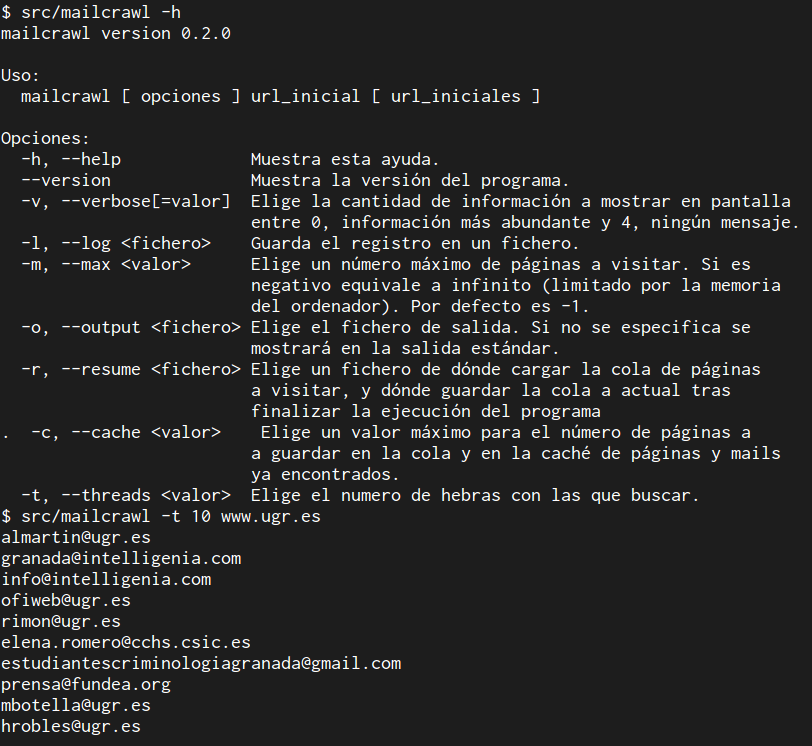 $ src/mailcrawl -h
mailcrawl version 0.2.0
Uso:
mailcrawl [ opciones ] url_inicial [ url_iniciales ]
Opciones:
-h, --help Muestra esta ayuda.
--version Muestra la versión del programa.
-v, --verbose[=valor] Elige la cantidad de información a mostrar en pantalla
entre 0, información más abundante y 4, ningún mensaje.
-l, --log <fichero> Guarda el registro en un fichero.
-m, --max <valor> Elige un número máximo de páginas a visitar. Si es
negativo equivale a infinito (limitado por la memoria
del ordenador). Por defecto es -1.
-o, --output <fichero> Elige el fichero de salida. Si no se especifica se
mostrará en la salida estándar.
-r, --resume <fichero> Elige un fichero de dónde cargar la cola de páginas
a visitar, y dónde guardar la cola a actual tras
finalizar la ejecución del programa
. -c, --cache <valor> Elige un valor máximo para el número de páginas a
a guardar en la cola y en la caché de páginas y mails
ya encontrados.
-t, --threads <valor> Elige el numero de hebras con las que buscar.
$ src/mailcrawl -t 10 www.ugr.es
almartin@ugr.es
granada@intelligenia.com
info@intelligenia.com
ofiweb@ugr.es
rimon@ugr.es
elena.romero@cchs.csic.es
estudiantescriminologiagranada@gmail.com
prensa@fundea.org
mbotella@ugr.es
hrobles@ugr.es